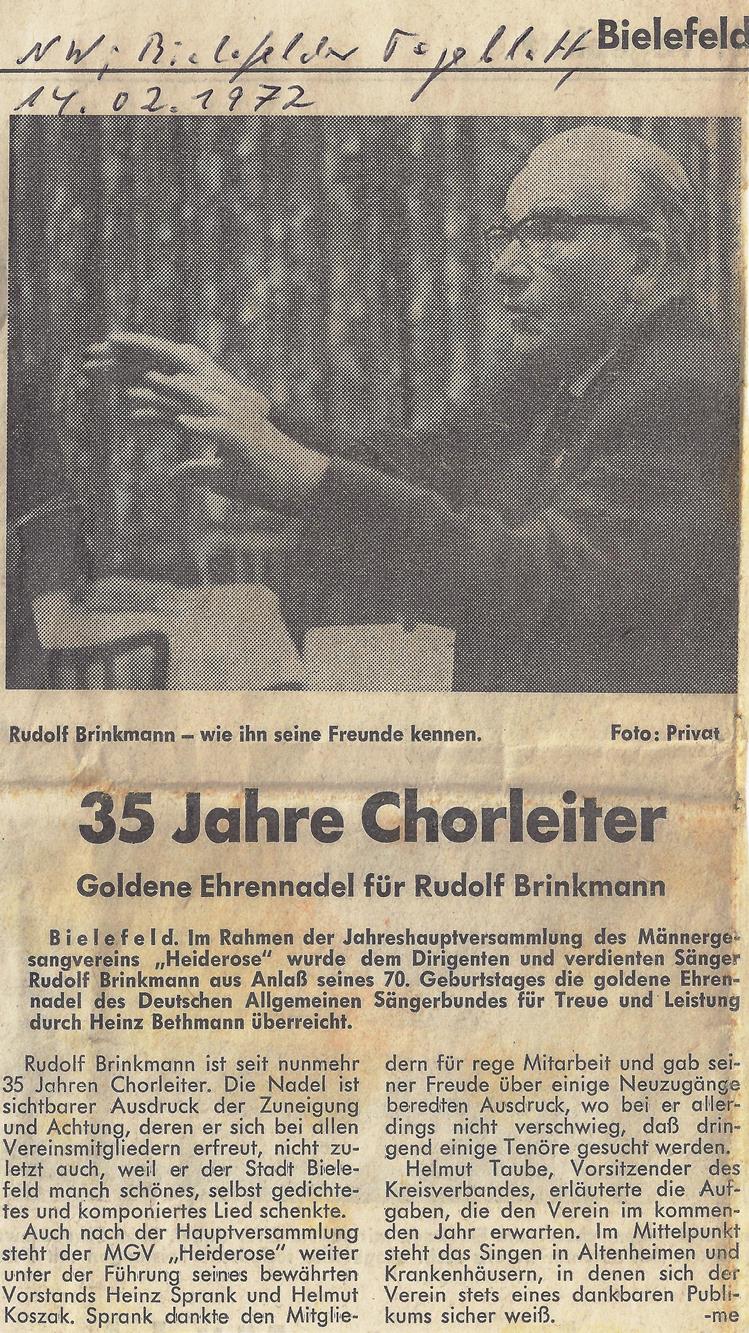 Bielefeld
NW; Bielefelder Tageblatt,
14.02.1972
Rudolf Brinkmann – wie ihn seine Freunde kennen.
Foto: Privat
35 Jahre Chorleiter
Goldene Ehrennadel für Rudolf Brinkmann
Bielefeld. Im Rahmen der Jahreshauptversammlung des Männerge-
sangvereins „Heiderose“ wurde dem Dirigenten und verdienten Sänger
Rudolf Brinkmann aus Anlaß seines 70. Geburtstages die goldene Ehren-
nadel des Deutschen Allgemeinen Sängerbundes für Treue und Leistung
durch Heinz Bethmann überreicht.
Rudolf Brinkmann ist seit nunmehr
35 Jahren Chorleiter. Die Nadel ist
sichtbarer Ausdruck der Zuneigung
und Achtung, deren er sich bei allen
Vereinsmitgliedern erfreut, nicht zu-
letzt auch, weil er der Stadt Biele-
feld manch schönes, selbst gedichte-
tes und komponiertes Lied schenkte.
Auch nach der Hauptversammlung
steht der MGV „Heiderose“ weiter
unter der Führung seines bewährten
Vorstands Heinz Sprank und Helmut
Koszak. Sprank dankte den Mitglie-
dern für rege Mitarbeit und gab sei-
ner Freude über einige Neuzugänge
beredten Ausdruck, wo bei er aller-
dings nicht verschwieg, daß drin-
gend einige Tenöre gesucht werden.
Helmut Taube, Vorsitzender des
Kreisverbandes, erläuterte die Auf-
gaben, die den Verein im kommen-
den Jahr erwarten. Im Mittelpunkt
steht das Singen in Altenheimen und
Krankenhäusern, in denen sich der
Verein stets eines dankbaren Publi-
kums sicher weiß. -me